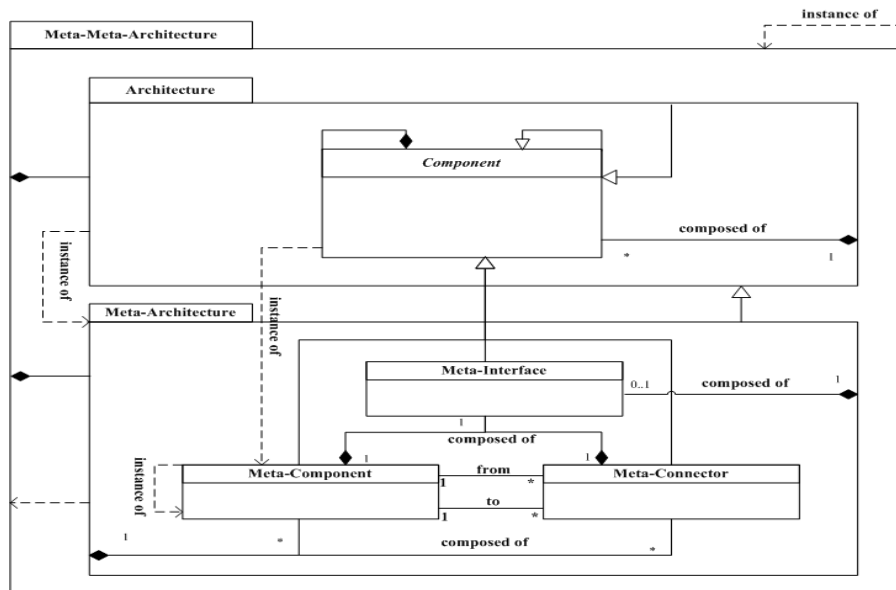 instance of
Meta-Meta-Architecture
Architecture
Component
composed of
* 1
instance of
instance of
Meta-Architecture
Meta-Interface
0..1 composed of 1
1
composed of
1 1
instance of
Meta-Component
from
Meta-Connector
1 *
to
1 *
1 * composed of *